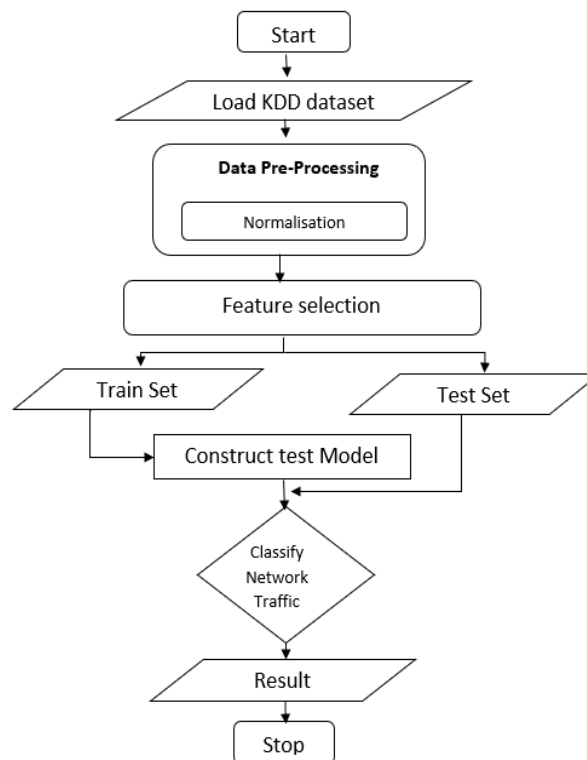 Start
Load KDD dataset
Data Pre-Processing
Normalisation
Feature selection
Train Set
Test Set
Construct test Model
Classify
Network
Traffic
Result
Stop